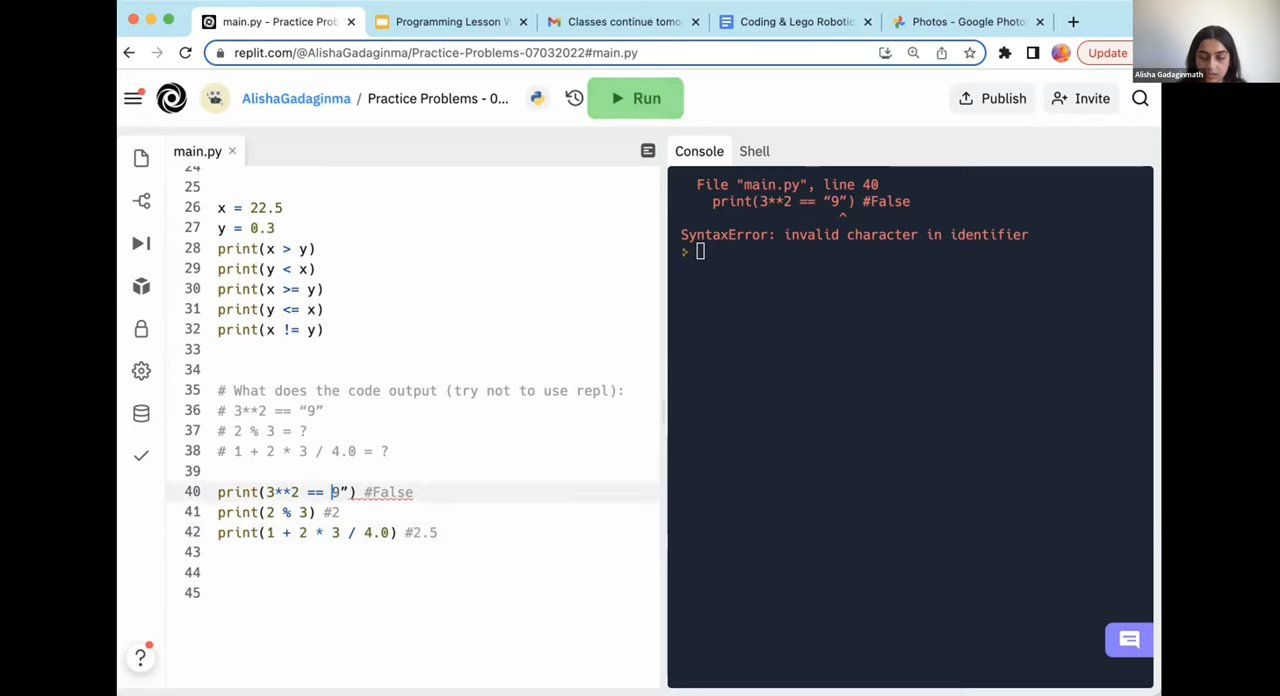 main.py - Practice Prob
Programming Lesson W
Classes continue tomo
Coding & Lego Robotic
Photos - Google Photo
replit.com/@AlishaGadaginma/Practice-Problems-07032022#main.py
Update
Alisha Gadaginmath
AlishaGadaginma / Practice Problems - 0...
Run
Publish
Invite
main.py
Console
Shell
24
25
26 x = 22.5
27 y = 0.3
28 print(x > y)
29 print(y < x)
30 print(x >= y)
31 print(y <= x)
32 print(x != y)
33
34
35 # What does the code output (try not to use repl):
36 # 3**2 == “9”
37 # 2 % 3 = ?
38 # 1 + 2 * 3 / 4.0 = ?
39
40 print(3**2 == 9”) #False
41 print(2 % 3) #2
42 print(1 + 2 * 3 / 4.0) #2.5
43
44
45
File "main.py", line 40
print(3**2 == “9”) #False
^
SyntaxError: invalid character in identifier
?